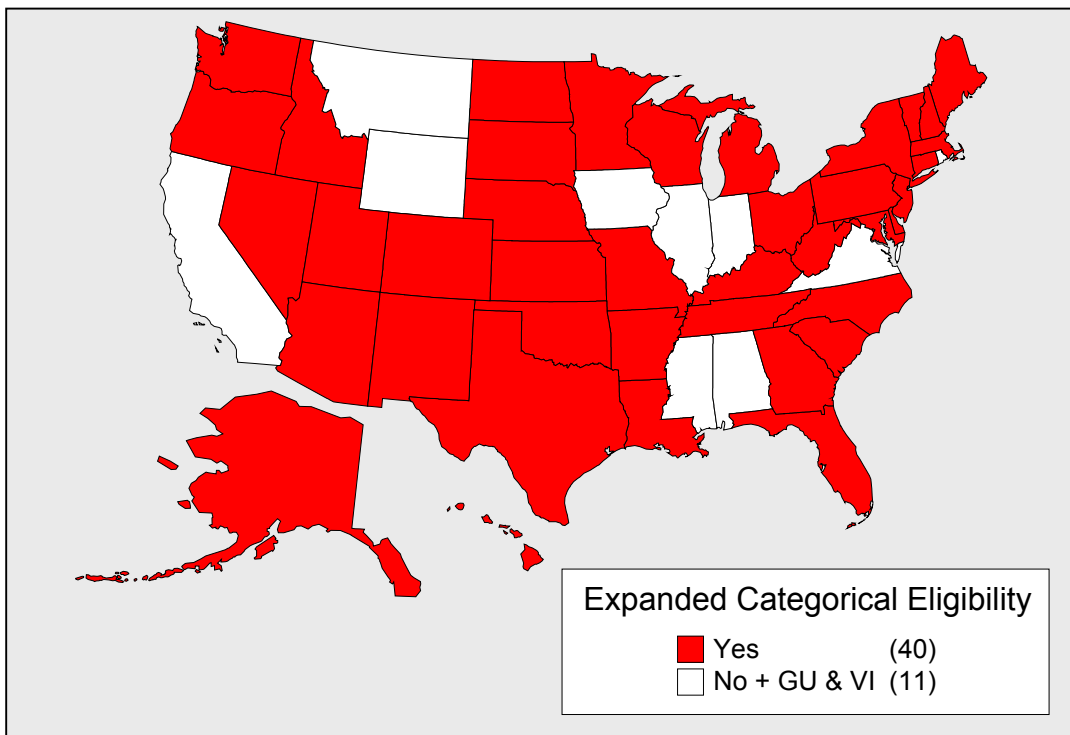 Expanded Categorical Eligibility
Yes (40)
No + GU & VI (11)